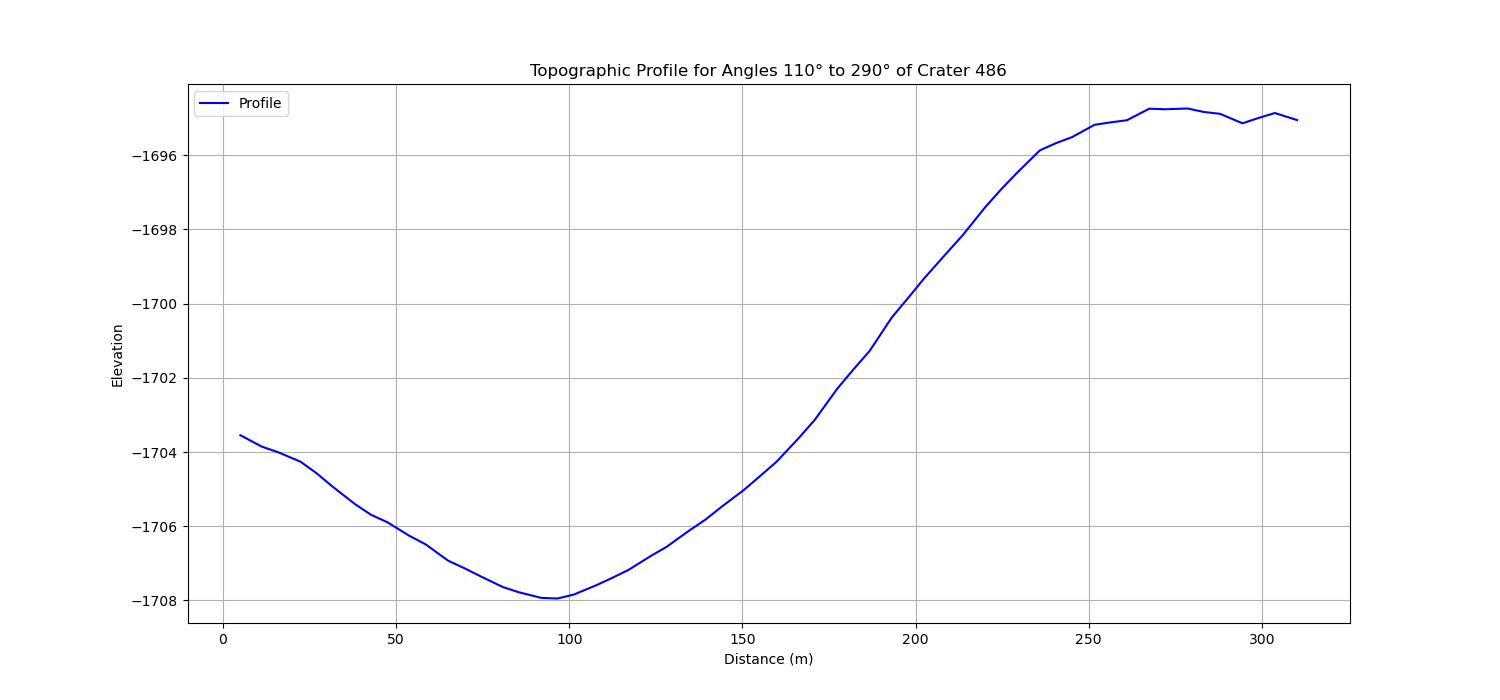 Topographic Profile for Angles 110° to 290° of Crater 486
Profile
−1696
−1698
−1700
−1702
−1704
−1706
−1708
Elevation
0 50 100 150 200 250 300
Distance (m)